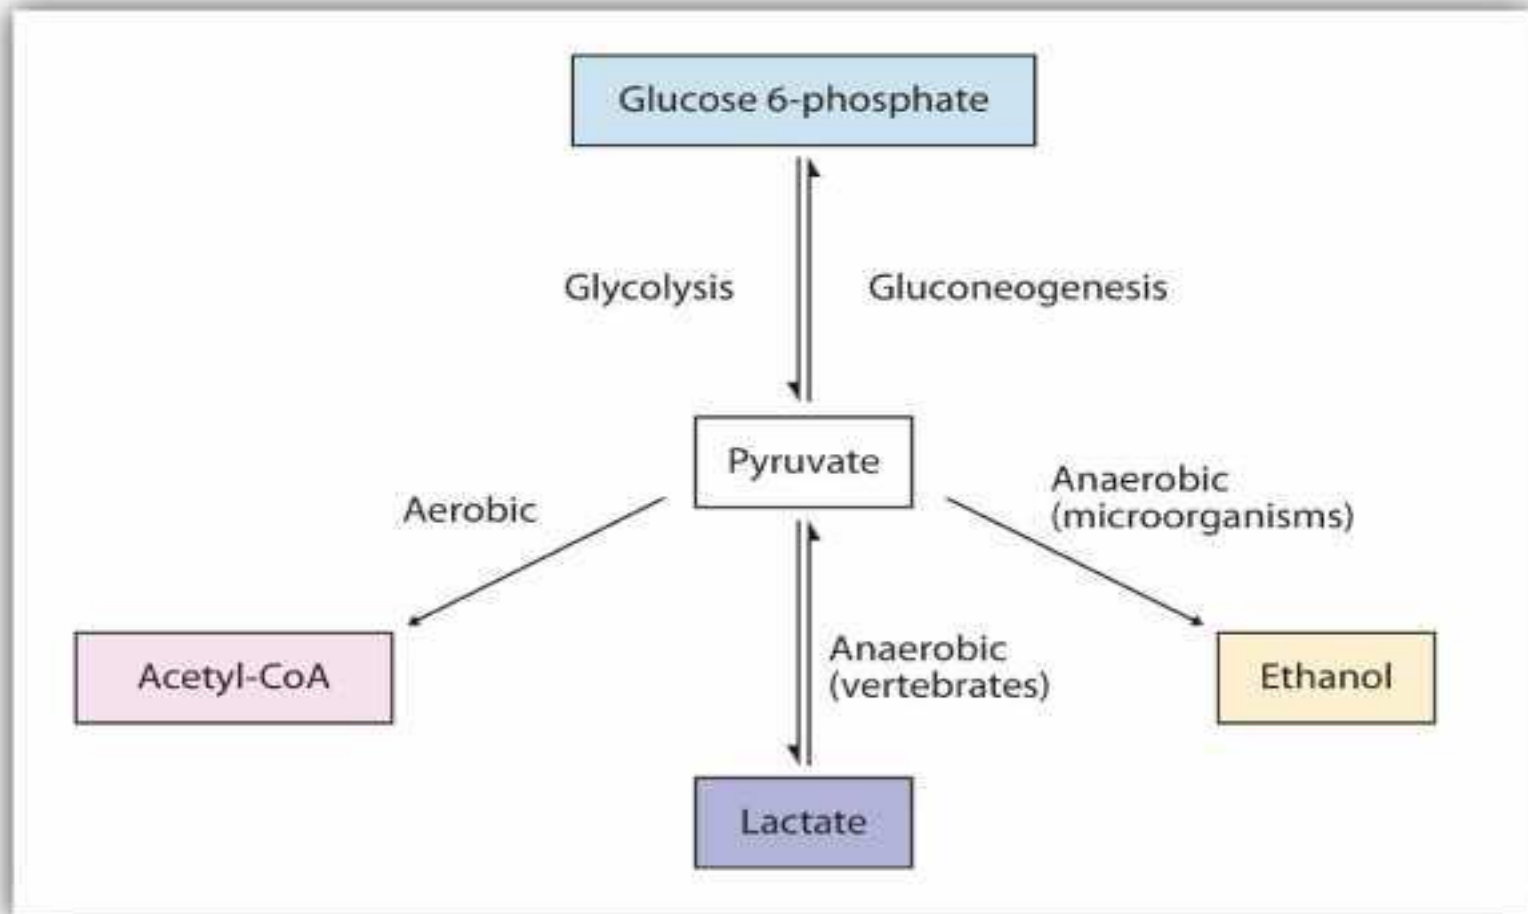 Glucose 6-phosphate
Glycolysis
Gluconeogenesis
Pyruvate
Aerobic
Anaerobic
(microorganisms)
Anaerobic
(vertebrates)
Acetyl-CoA
Ethanol
Lactate